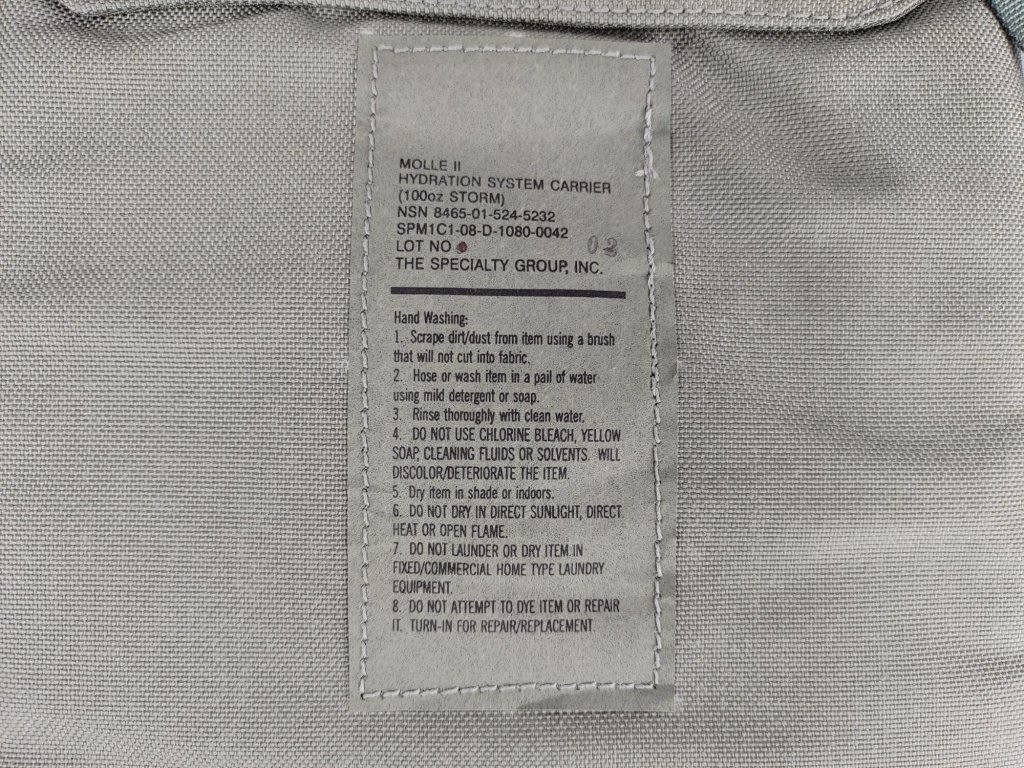 MOLLE II
HYDRATION SYSTEM CARRIER
(100oz STORM)
NSN 8465-01-524-5232
SPM1C1-08-D-1080-0042
LOT NO 02
THE SPECIALTY GROUP, INC.
Hand Washing:
1. Scrape dirt/dust from item using a brush
that will not cut into fabric.
2. Hose or wash item in a pail of water
using mild detergent or soap.
3. Rinse thoroughly with clean water.
4. DO NOT USE CHLORINE BLEACH, YELLOW
SOAP, CLEANING FLUIDS OR SOLVENTS. WILL
DISCOLOR/DETERIORATE THE ITEM.
5. Dry item in shade or indoors.
6. DO NOT DRY IN DIRECT SUNLIGHT, DIRECT
HEAT OR OPEN FLAME.
7. DO NOT LAUNDER OR DRY ITEM IN
FIXED/COMMERCIAL HOME TYPE LAUNDRY
EQUIPMENT.
8. DO NOT ATTEMPT TO DYE ITEM OR REPAIR
IT. TURN-IN FOR REPAIR/REPLACEMENT.